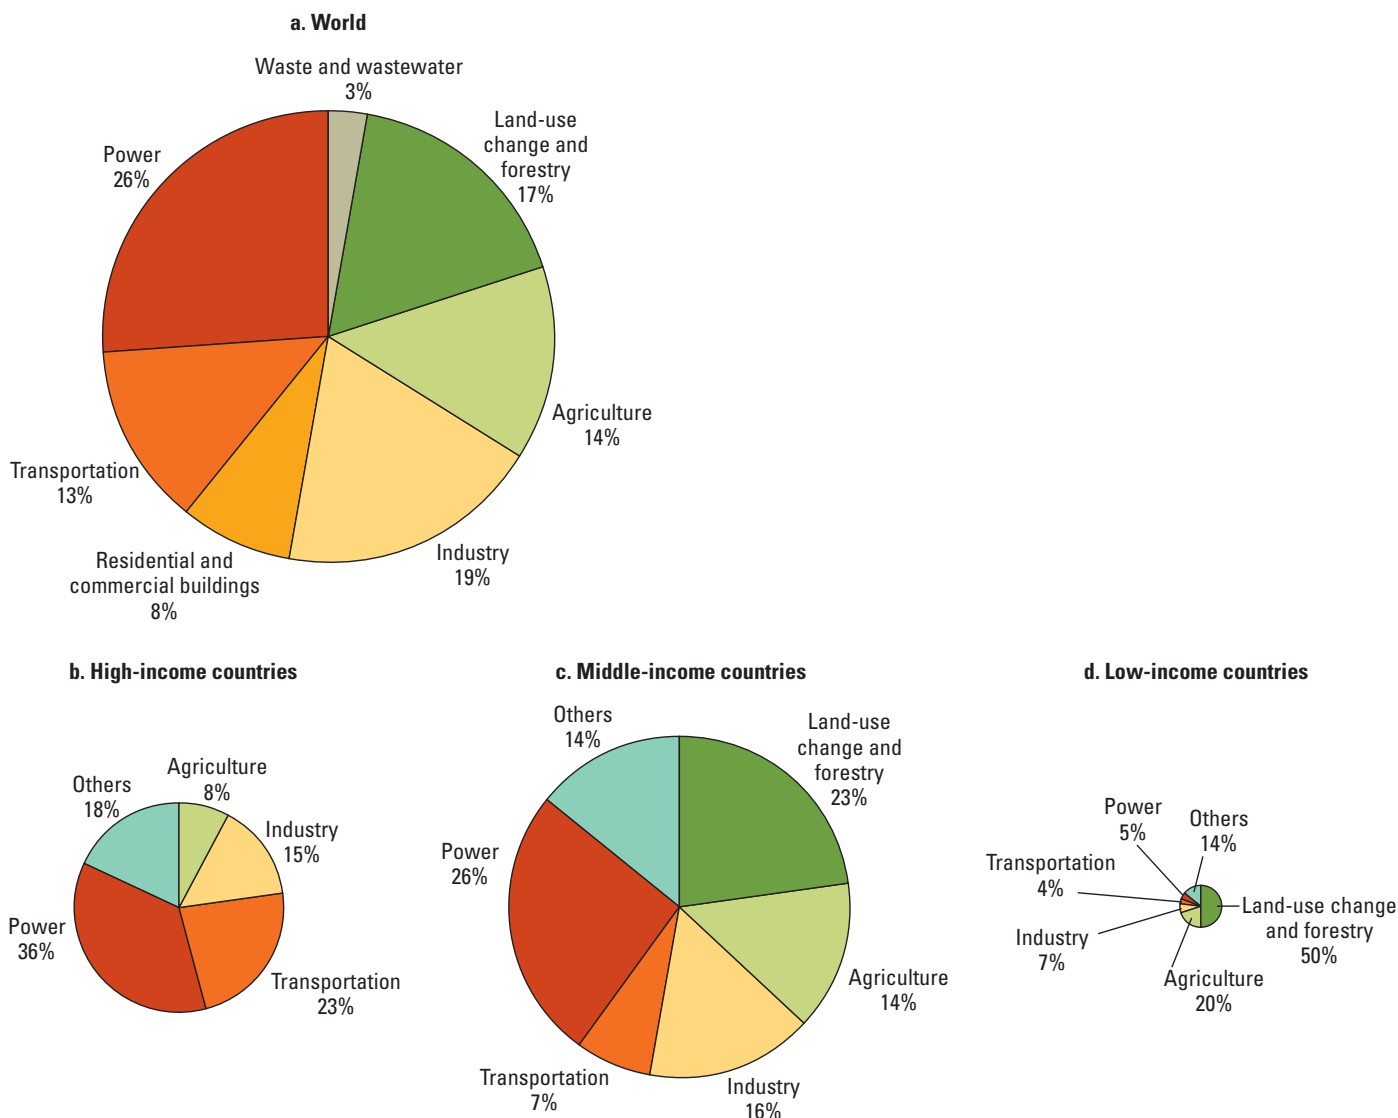 a. World
Waste and wastewater
3%
Land-use
change and
forestry
17%
Power
26%
Agriculture
14%
Transportation
13%
Industry
19%
Residential and
commercial buildings
8%
b. High-income countries
Agriculture
8%
Others
18%
Industry
15%
Power
36%
Transportation
23%
c. Middle-income countries
Others
14%
Land-use
change and
forestry
23%
Power
26%
Agriculture
14%
Transportation
7%
Industry
16%
d. Low-income countries
Power
5%
Others
14%
Transportation
4%
Land-use change
and forestry
50%
Industry
7%
Agriculture
20%